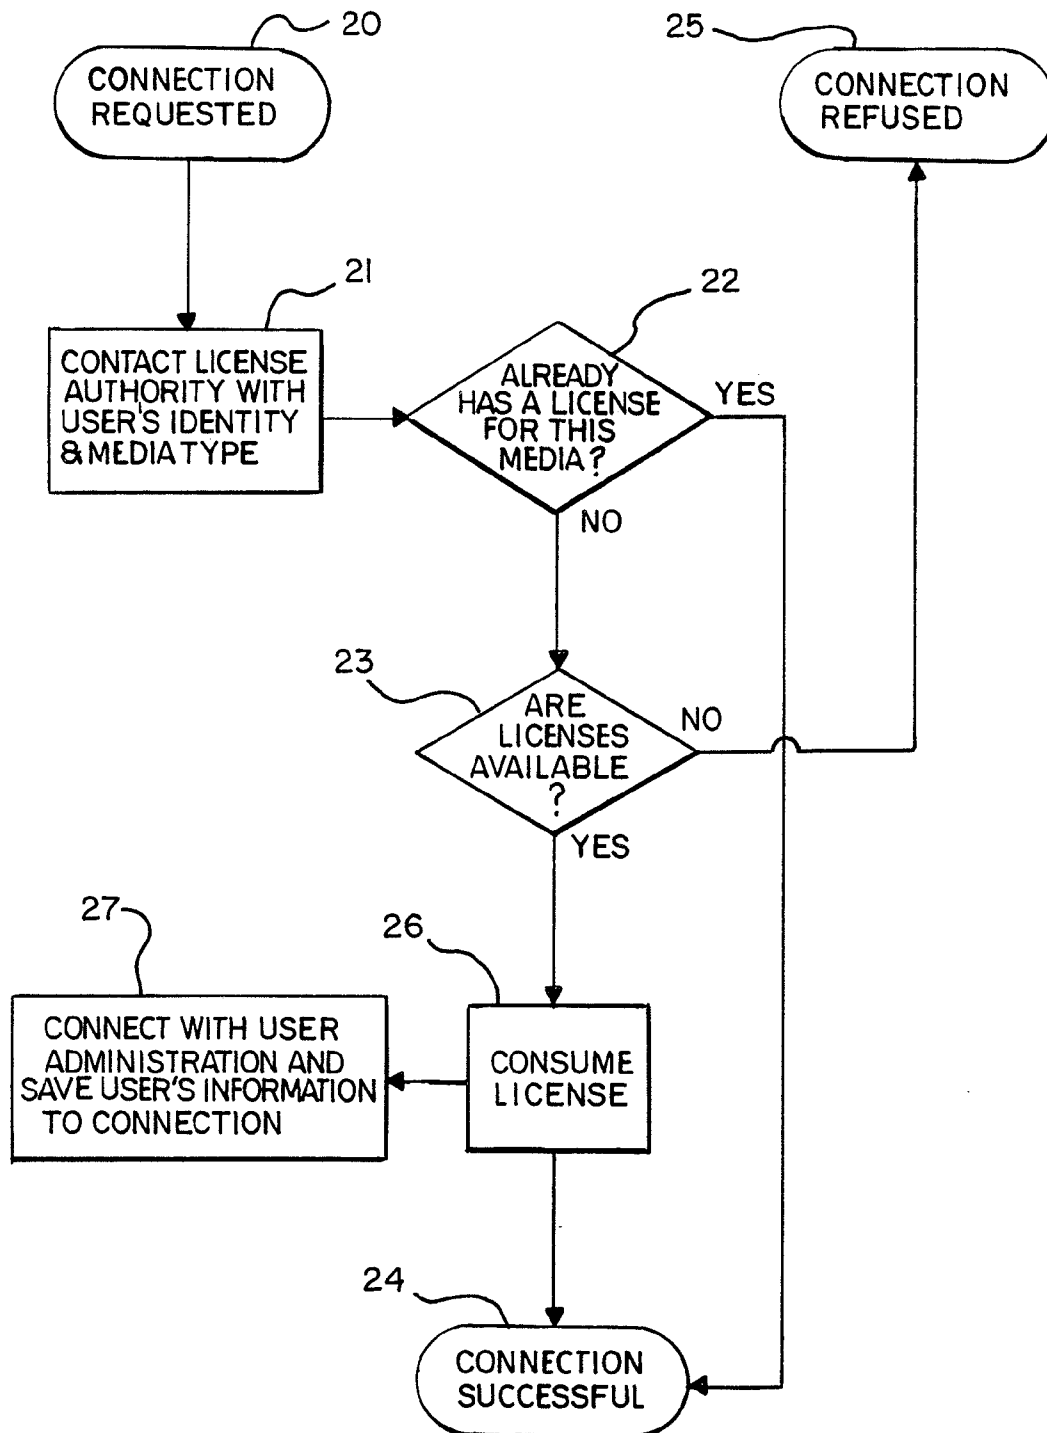 20
CONNECTION
REQUESTED
25
CONNECTION
REFUSED
21
CONTACT LICENSE
AUTHORITY WITH
USER'S IDENTITY
& MEDIA TYPE
22
ALREADY
HAS A LICENSE
FOR THIS
MEDIA?
YES
NO
23
ARE
LICENSES
AVAILABLE
?
NO
YES
27
CONNECT WITH USER
ADMINISTRATION AND
SAVE USER'S INFORMATION
TO CONNECTION
26
CONSUME
LICENSE
24
CONNECTION
SUCCESSFUL